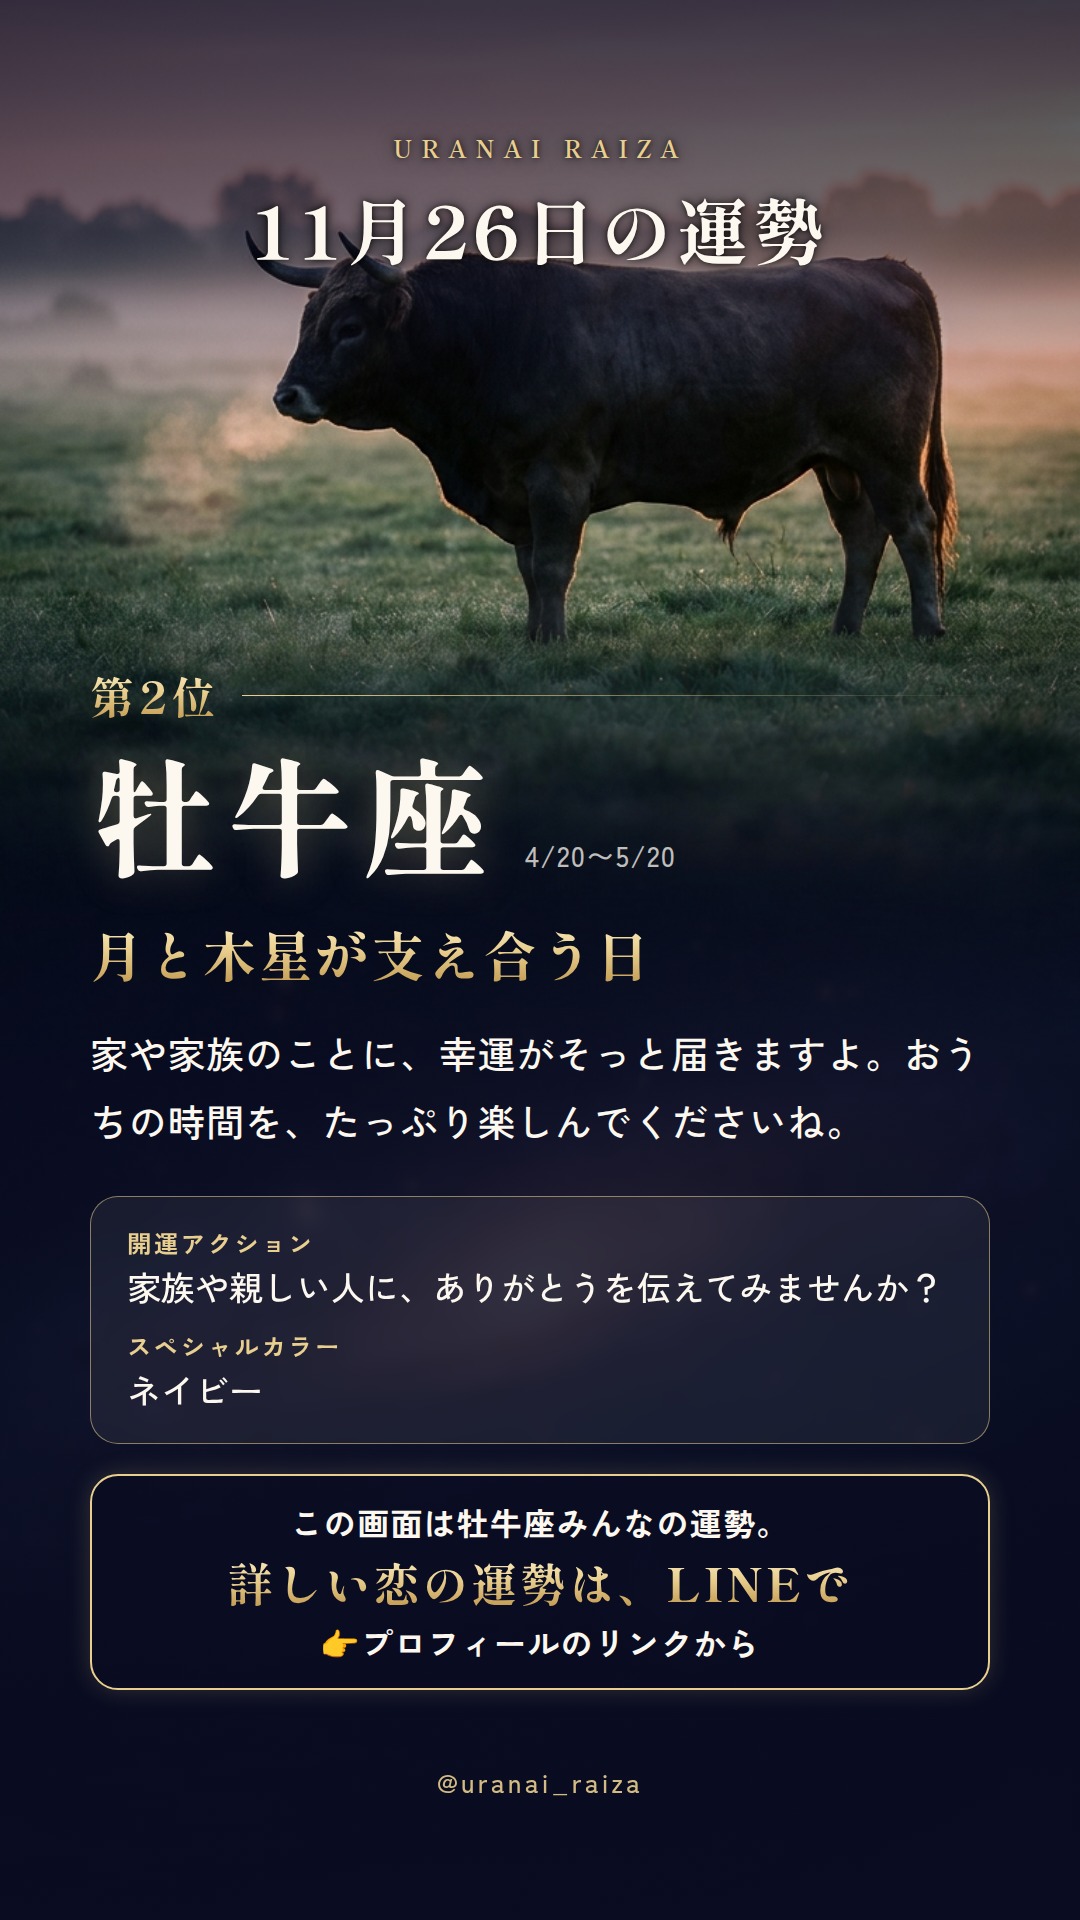 URANAI RAIZA
11月26日の運勢
第2位
牡牛座 4/20〜5/20
月と木星が支え合う日
家や家族のことに、幸運がそっと届きますよ。おう
ちの時間を、たっぷり楽しんでくださいね。
開運アクション
家族や親しい人に、ありがとうを伝えてみませんか？
スペシャルカラー
ネイビー
この画面は牡牛座みんなの運勢。
詳しい恋の運勢は、LINEで
👉プロフィールのリンクから
@uranai_raiza